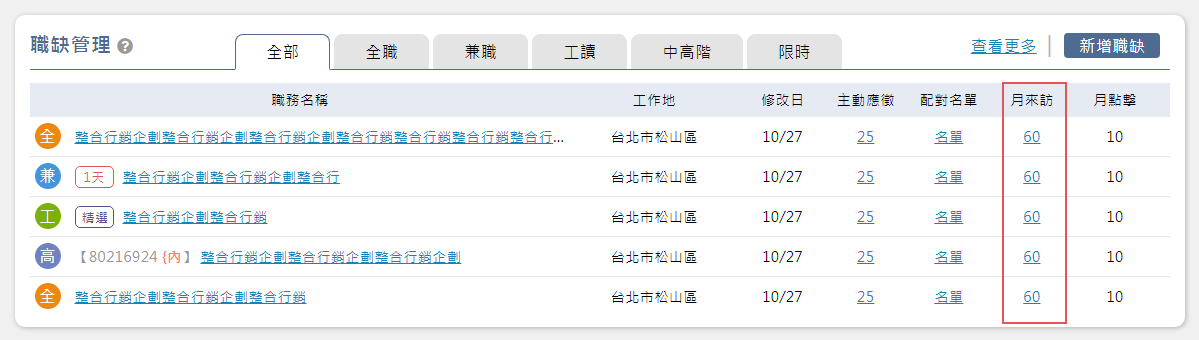 職缺管理 ? 全部 全職 兼職 工讀 中高階 限時 查看更多 | 新增職缺
職務名稱 工作地 修改日 主動應徵 配對名單 月來訪 月點擊
全 整合行銷企劃整合行銷企劃整合行銷企劃整合行銷整合行銷整合行銷整合行... 台北市松山區 10/27 25 名單 60 10
兼 1天 整合行銷企劃整合行銷企劃整合行 台北市松山區 10/27 25 名單 60 10
工 精選 整合行銷企劃整合行銷 台北市松山區 10/27 25 名單 60 10
高 【80216924 {內】 整合行銷企劃整合行銷企劃整合行銷企劃 台北市松山區 10/27 25 名單 60 10
全 整合行銷企劃整合行銷企劃整合行銷 台北市松山區 10/27 25 名單 60 10